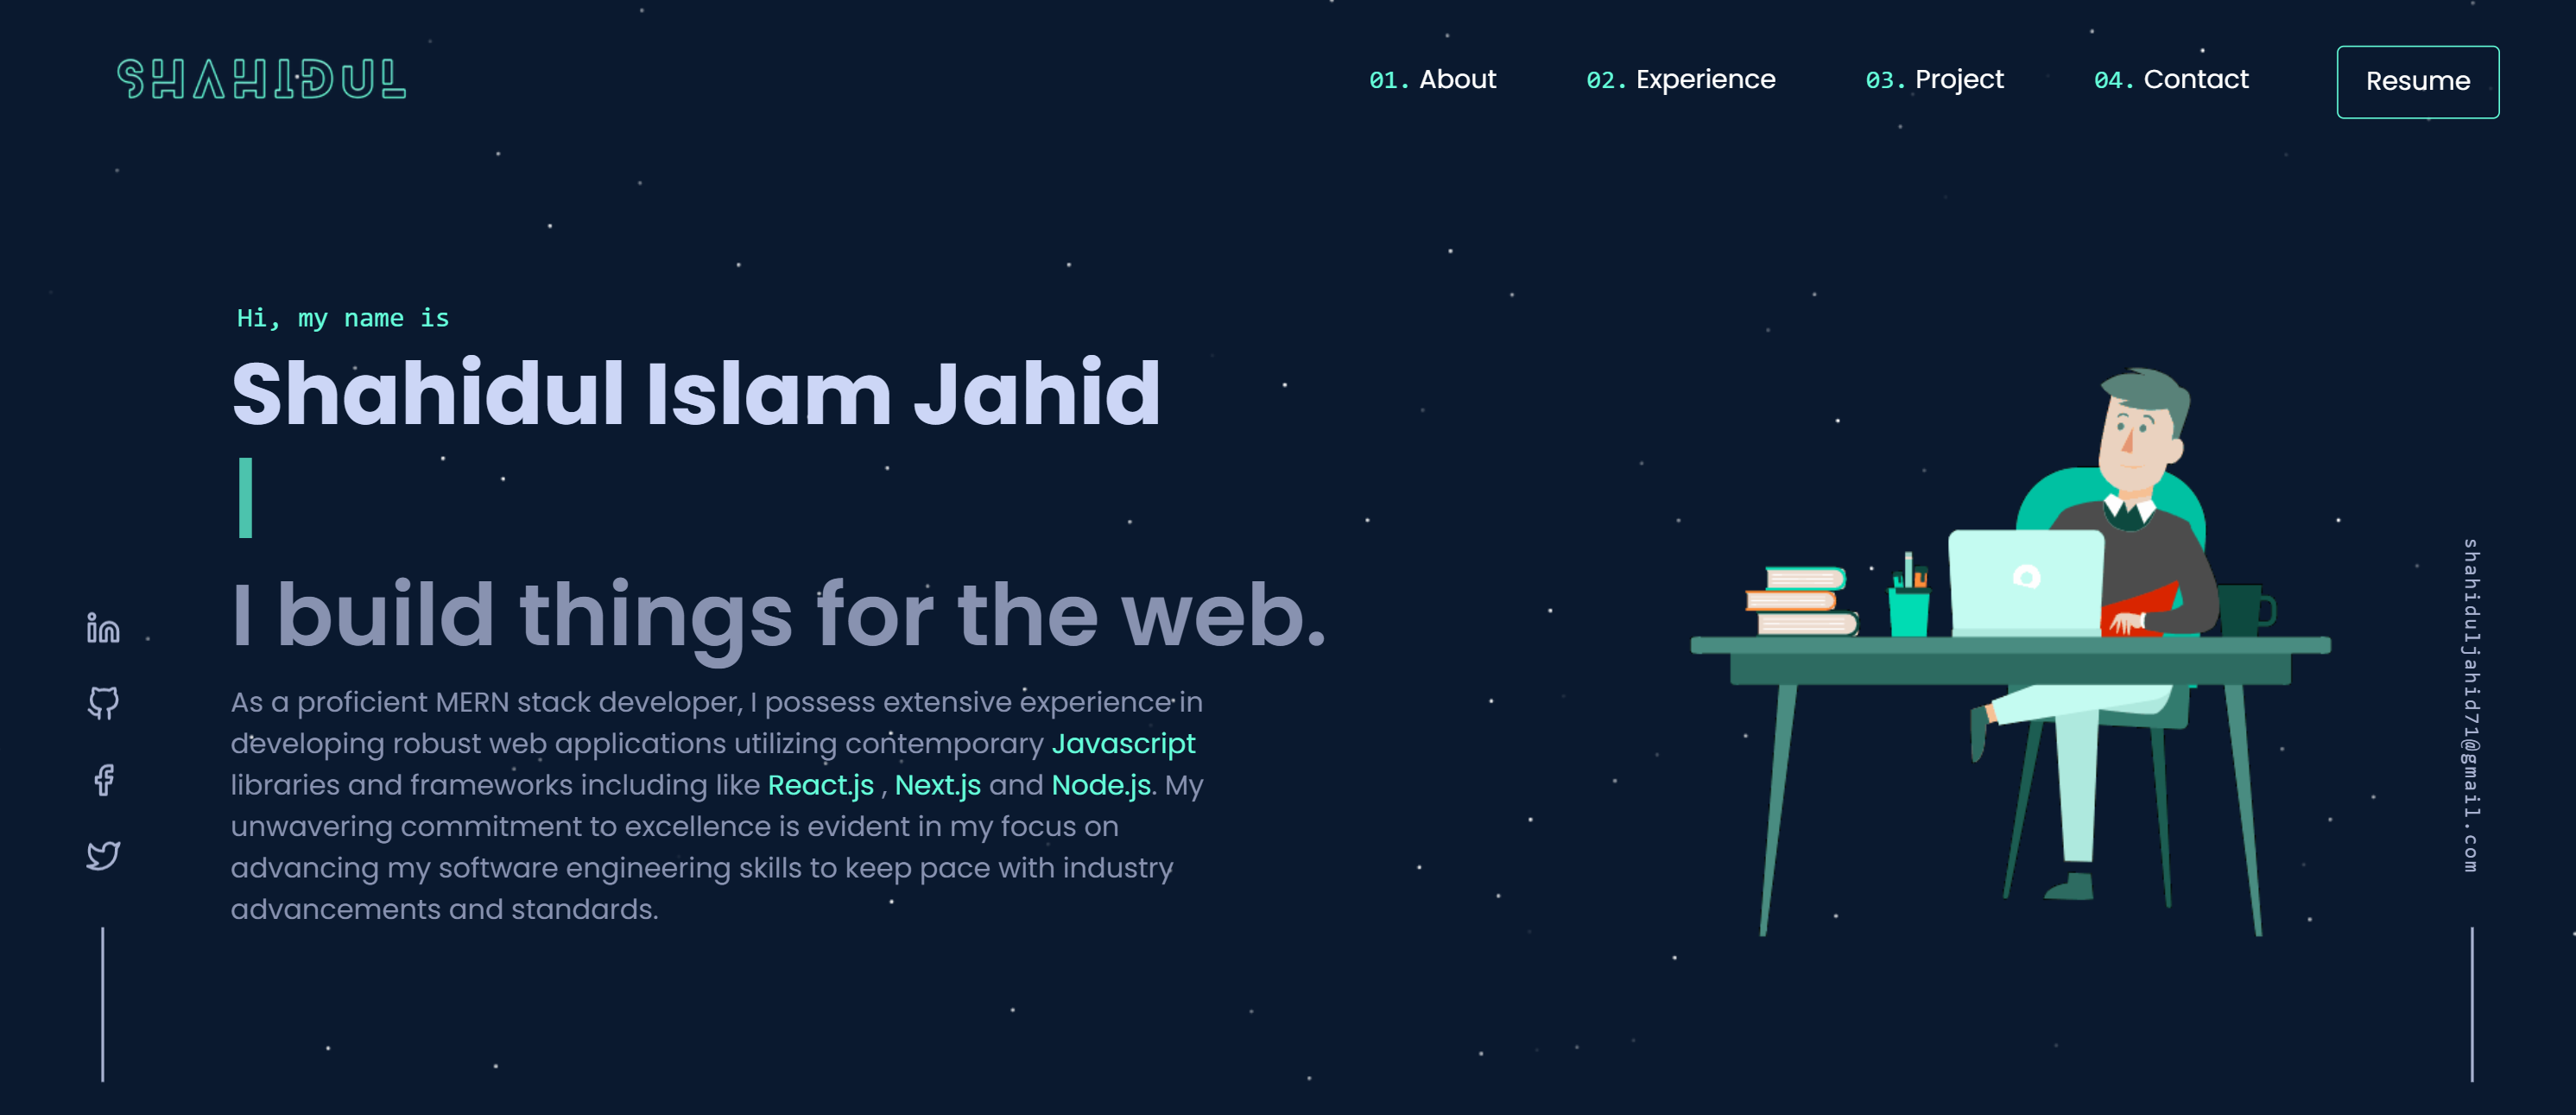 SHAHIDUL
01. About
02. Experience
03. Project
04. Contact
Resume
Hi, my name is
Shahidul Islam Jahid
I build things for the web.
As a proficient MERN stack developer, I possess extensive experience in
developing robust web applications utilizing contemporary Javascript
libraries and frameworks including like React.js , Next.js and Node.js. My
unwavering commitment to excellence is evident in my focus on
advancing my software engineering skills to keep pace with industry
advancements and standards.
shahiduljahid71@gmail.com